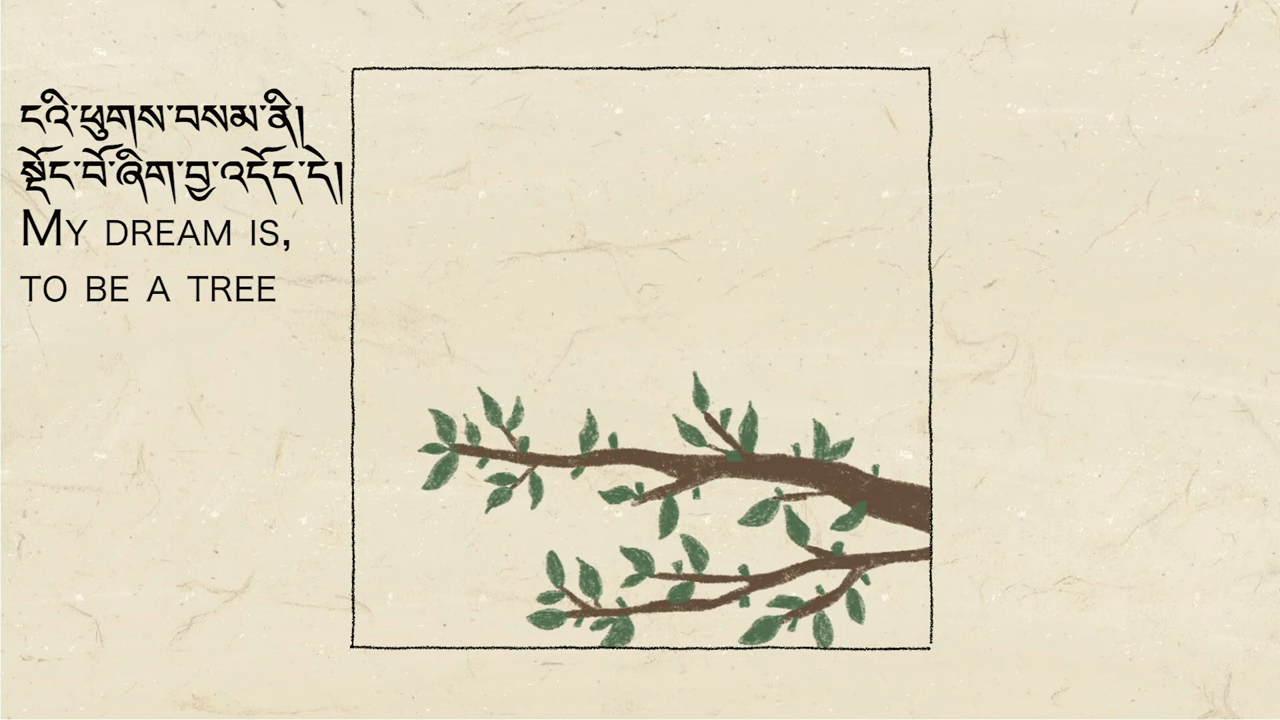 ངའི་ཕུགས་བསམ་ནི།
སྡོང་བོ་ཞིག་བྱ་འདོད་དེ།
My dream is,
to be a tree